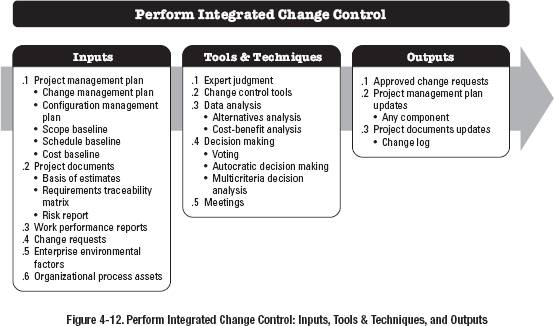 Perform Integrated Change Control
Inputs
.1 Project management plan
• Change management plan
• Configuration management
plan
• Scope baseline
• Schedule baseline
• Cost baseline
.2 Project documents
• Basis of estimates
• Requirements traceability
matrix
• Risk report
.3 Work performance reports
.4 Change requests
.5 Enterprise environmental
factors
.6 Organizational process assets
Tools & Techniques
.1 Expert judgment
.2 Change control tools
.3 Data analysis
• Alternatives analysis
• Cost-benefit analysis
.4 Decision making
• Voting
• Autocratic decision making
• Multicriteria decision
analysis
.5 Meetings
Outputs
.1 Approved change requests
.2 Project management plan
updates
• Any component
.3 Project documents updates
• Change log
Figure 4-12. Perform Integrated Change Control: Inputs, Tools & Techniques, and Outputs